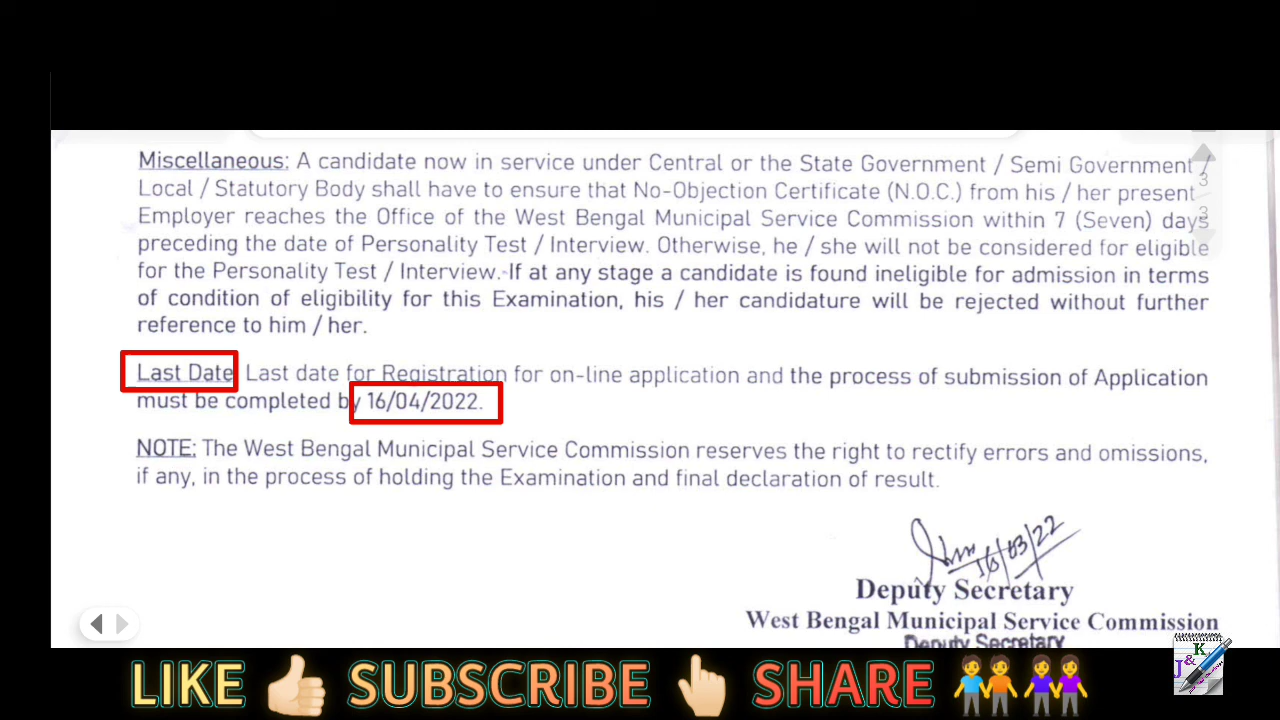 Miscellaneous: A candidate now in service under Central or the State Government / Semi Government /
Local / Statutory Body shall have to ensure that No-Objection Certificate (N.O.C.) from his / her present
Employer reaches the Office of the West Bengal Municipal Service Commission within 7 (Seven) days
preceding the date of Personality Test / Interview. Otherwise, he / she will not be considered for eligible
for the Personality Test / Interview. If at any stage a candidate is found ineligible for admission in terms
of condition of eligibility for this Examination, his / her candidature will be rejected without further
reference to him / her.
Last Date Last date for Registration for on-line application and the process of submission of Application
must be completed by 16/04/2022.
NOTE: The West Bengal Municipal Service Commission reserves the right to rectify errors and omissions,
if any, in the process of holding the Examination and final declaration of result.
16/03/22
Deputy Secretary
West Bengal Municipal Service Commission
Deputy Secretary
3
/
3
LIKE SUBSCRIBE SHARE
J&K